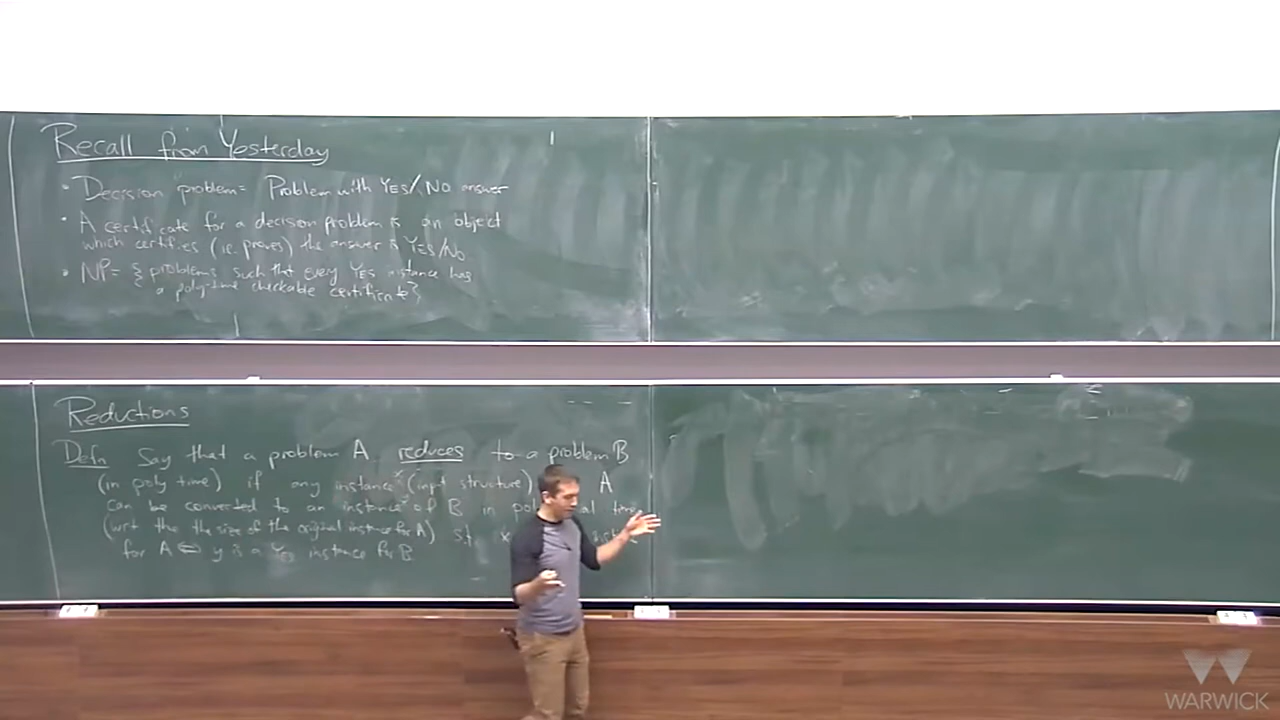 Recall from Yesterday
• Decision problem = Problem with YES/NO answer
• A certificate for a decision problem is an object
which certifies (i.e. proves) the answer is YES/No.
• NP = { problems such that every YES instance has
a poly-time checkable certificate }
Reductions
Defn Say that a problem A reduces to a problem B
(in poly time) if any instance x (input structure) A
can be converted to an instance of B in
(wrt the the size of the original instance for A) s.t. x
for A ⇔ y is a YES instance for B
WARWICK